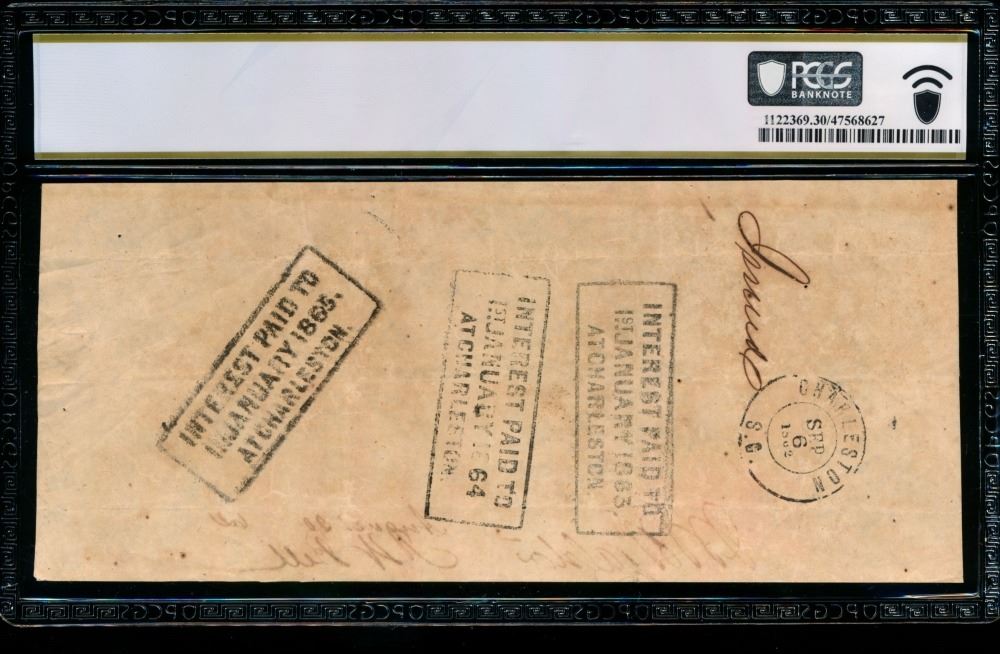 PCGS
BANKNOTE
1122369.30/47568627
INTEREST PAID TO
1ST JANUARY 1865.
AT CHARLESTON.
INTEREST PAID TO
1ST JANUARY 1864
AT CHARLESTON.
INTEREST PAID TO
1ST JANUARY 1863,
AT CHARLESTON
Issued
CHARLESTON
SEP
6
1862
S.C.